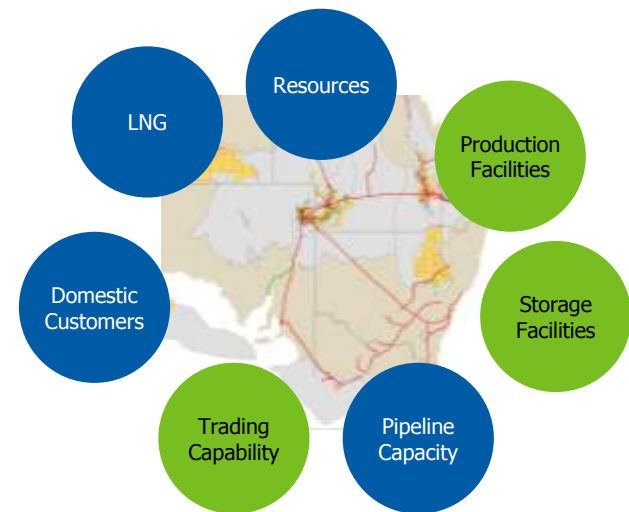 Resources
LNG
Production
Facilities
Domestic
Customers
Storage
Facilities
Trading
Capability
Pipeline
Capacity